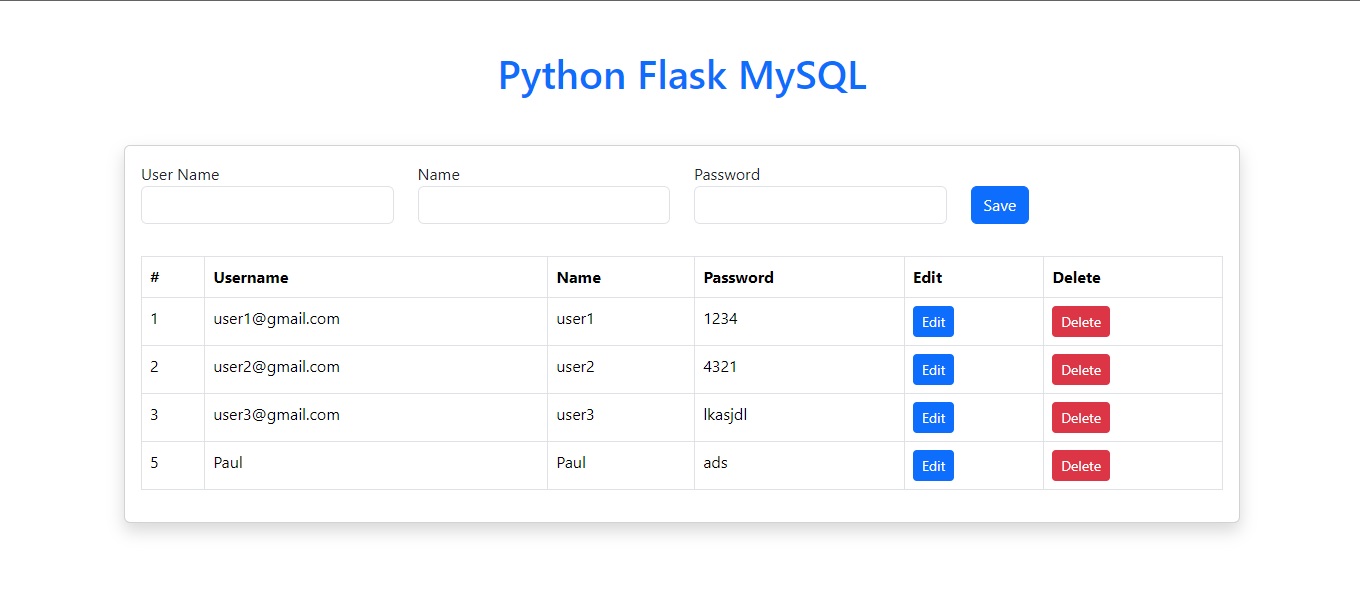 Python Flask MySQL
User Name Name Password
Save
# Username Name Password Edit Delete
1 user1@gmail.com user1 1234 Edit Delete
2 user2@gmail.com user2 4321 Edit Delete
3 user3@gmail.com user3 lkasjdl Edit Delete
5 Paul Paul ads Edit Delete